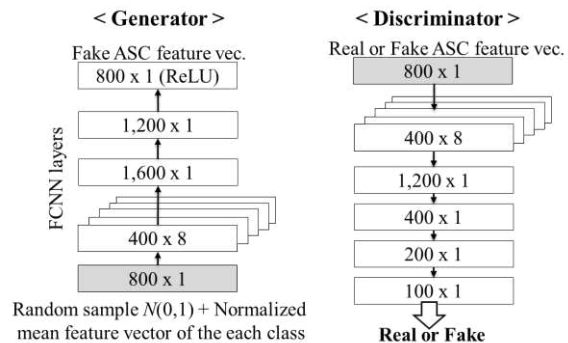 < Generator >
Fake ASC feature vec.
800 x 1 (ReLU)
1,200 x 1
1,600 x 1
400 x 8
800 x 1
FCNN layers
Random sample N(0,1) + Normalized
mean feature vector of the each class
< Discriminator >
Real or Fake ASC feature vec.
800 x 1
400 x 8
1,200 x 1
400 x 1
200 x 1
100 x 1
Real or Fake